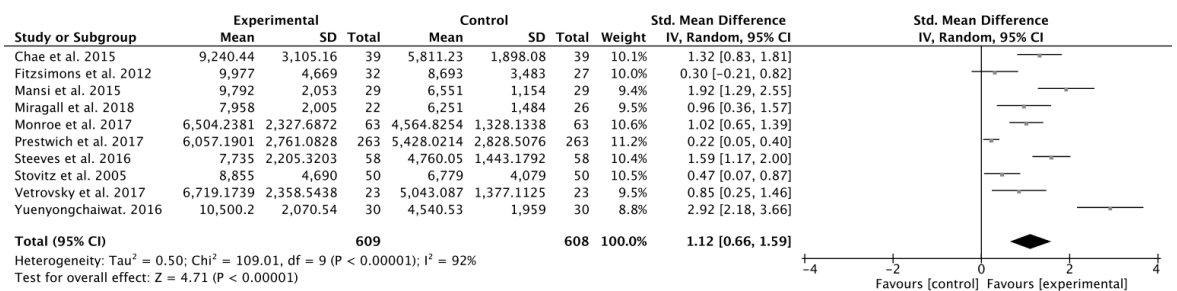 Experimental Control Std. Mean Difference Std. Mean Difference
Study or Subgroup Mean SD Total Mean SD Total Weight IV, Random, 95% CI IV, Random, 95% CI
Chae et al. 2015 9,240.44 3,105.16 39 5,811.23 1,898.08 39 10.1% 1.32 [0.83, 1.81]
Fitzsimons et al. 2012 9,977 4,669 32 8,693 3,483 27 10.0% 0.30 [-0.21, 0.82]
Mansi et al. 2015 9,792 2,053 29 6,551 1,154 29 9.4% 1.92 [1.29, 2.55]
Miragall et al. 2018 7,958 2,005 22 6,251 1,484 26 9.5% 0.96 [0.36, 1.57]
Monroe et al. 2017 6,504.2381 2,327.6872 63 4,564.8254 1,328.1338 63 10.6% 1.02 [0.65, 1.39]
Prestwich et al. 2017 6,057.1901 2,761.0828 263 5,428.0214 2,828.5076 263 11.2% 0.22 [0.05, 0.40]
Steeves et al. 2016 7,735 2,205.3203 58 4,760.05 1,443.1792 58 10.4% 1.59 [1.17, 2.00]
Stovitz et al. 2005 8,855 4,690 50 6,779 4,079 50 10.5% 0.47 [0.07, 0.87]
Vetrovsky et al. 2017 6,719.1739 2,358.5438 23 5,043.087 1,377.1125 23 9.5% 0.85 [0.25, 1.46]
Yuenyongchaiwat. 2016 10,500.2 2,070.54 30 4,540.53 1,959 30 8.8% 2.92 [2.18, 3.66]
Total (95% CI) 609 608 100.0% 1.12 [0.66, 1.59]
Heterogeneity: Tau² = 0.50; Chi² = 109.01, df = 9 (P < 0.00001); I² = 92%
Test for overall effect: Z = 4.71 (P < 0.00001)
-4 -2 0 2 4
Favours [control] Favours [experimental]